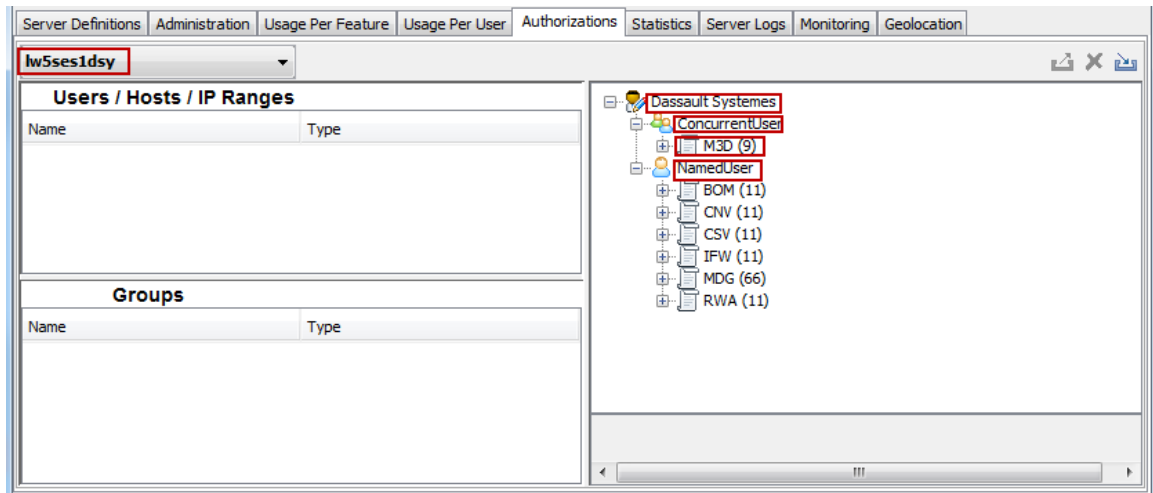 Server Definitions Administration Usage Per Feature Usage Per User Authorizations Statistics Server Logs Monitoring Geolocation
lw5ses1dsy
Users / Hosts / IP Ranges
Name Type
Groups
Name Type
Dassault Systemes
ConcurrentUser
M3D (9)
NamedUser
BOM (11)
CNV (11)
CSV (11)
IFW (11)
MDG (66)
RWA (11)